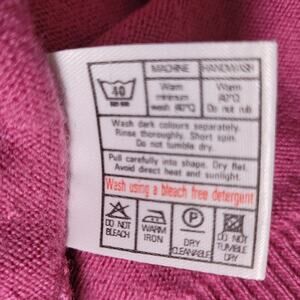 MACHINE HANDWASH
40
Warm minimum wash (40°C)
Warm (40°C) Do not rub
Wash dark colours separately.
Rinse thoroughly. Short spin.
Do not tumble dry.
Pull carefully into shape. Dry flat.
Avoid direct heat and sunlight.
Wash using a bleach free detergent
DO NOT BLEACH
WARM IRON
P
DRY CLEANABLE
DO NOT TUMBLE DRY